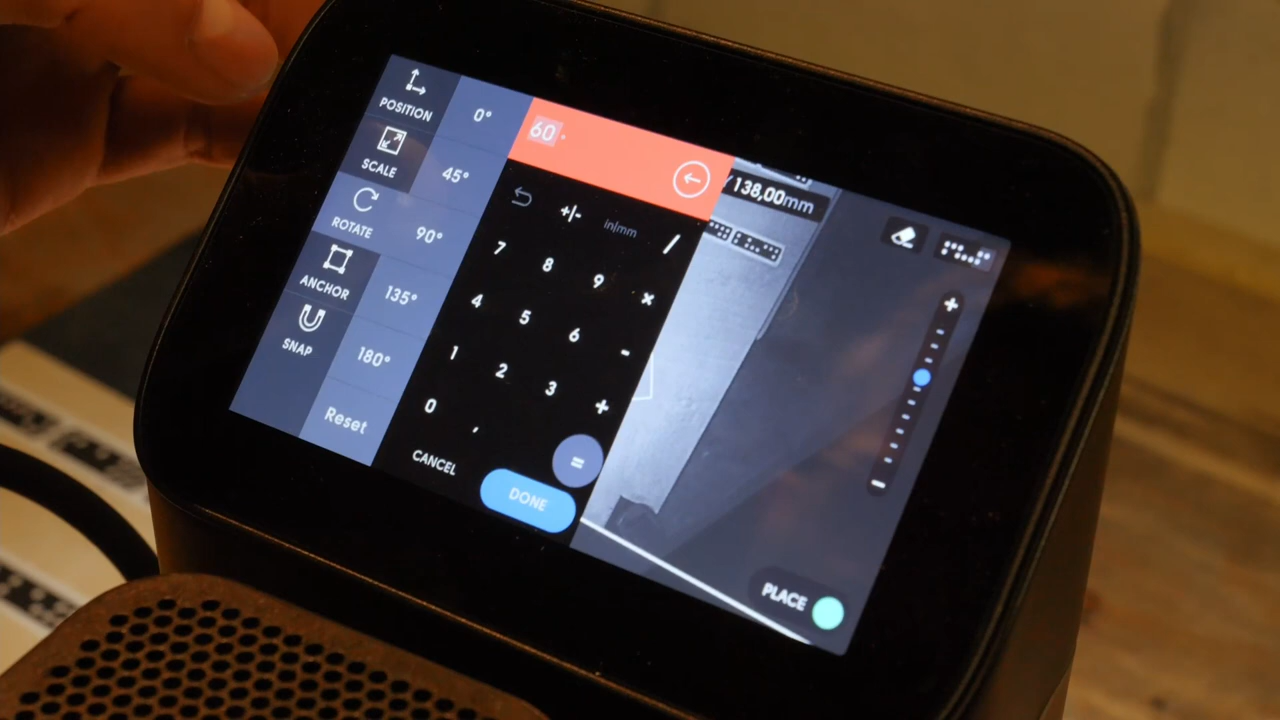 POSITION
SCALE
ROTATE
ANCHOR
SNAP
0°
45°
90°
135°
180°
Reset
60°
+/- in|mm /
7 8 9 ×
4 5 6 -
1 2 3 +
0 , =
CANCEL DONE
138,00mm
+
-
PLACE